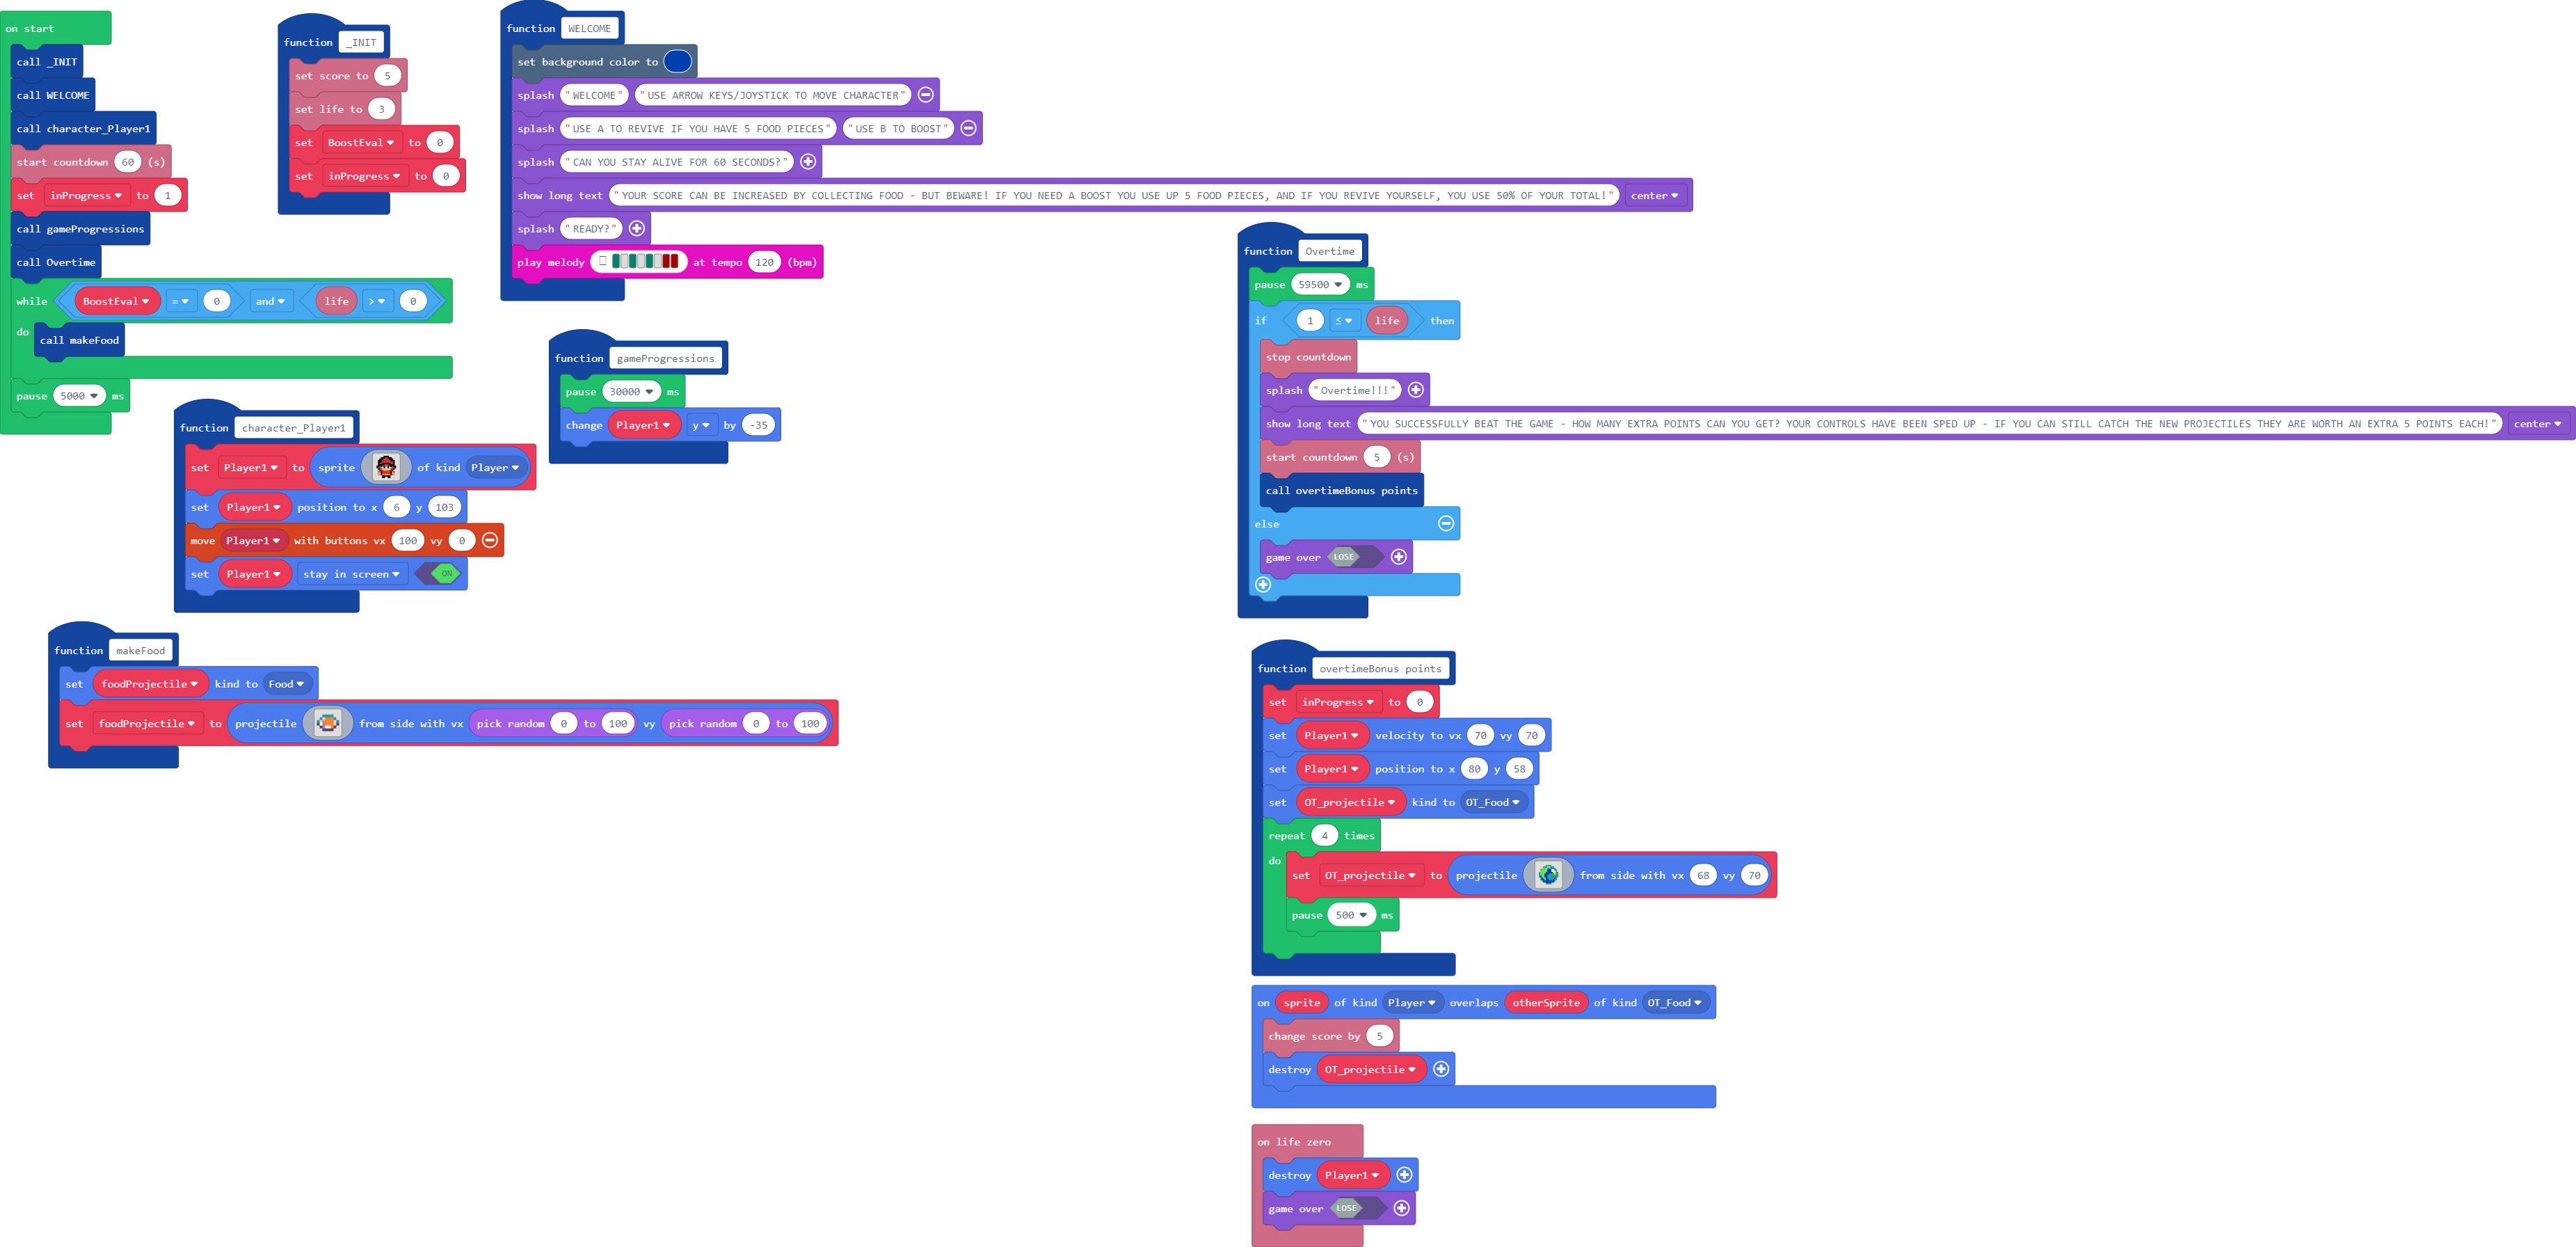 on start
call _INIT
call WELCOME
call character_Player1
start countdown 60 (s)
set inProgress to 1
call gameProgressions
call Overtime
while BoostEval = 0 and life > 0
do call makeFood
pause 5000 ms
function _INIT
set score to 5
set life to 3
set BoostEval to 0
set inProgress to 0
function WELCOME
set background color to
splash "WELCOME" "USE ARROW KEYS/JOYSTICK TO MOVE CHARACTER"
splash "USE A TO REVIVE IF YOU HAVE 5 FOOD PIECES" "USE B TO BOOST"
splash "CAN YOU STAY ALIVE FOR 60 SECONDS?"
show long text "YOUR SCORE CAN BE INCREASED BY COLLECTING FOOD - BUT BEWARE! IF YOU NEED A BOOST YOU USE UP 5 FOOD PIECES, AND IF YOU REVIVE YOURSELF, YOU USE 50% OF YOUR TOTAL!" center
splash "READY?"
play melody at tempo 120 (bpm)
function gameProgressions
pause 30000 ms
change Player1 y by -35
function character_Player1
set Player1 to sprite of kind Player
set Player1 position to x 6 y 103
move Player1 with buttons vx 100 vy 0
set Player1 stay in screen ON
function makeFood
set foodProjectile kind to Food
set foodProjectile to projectile from side with vx pick random 0 to 100 vy pick random 0 to 100
function Overtime
pause 59500 ms
if 1 ≤ life then
stop countdown
splash "Overtime!!!"
show long text "YOU SUCCESSFULLY BEAT THE GAME - HOW MANY EXTRA POINTS CAN YOU GET? YOUR CONTROLS HAVE BEEN SPED UP - IF YOU CAN STILL CATCH THE NEW PROJECTILES THEY ARE WORTH AN EXTRA 5 POINTS EACH!" center
start countdown 5 (s)
call overtimeBonus points
else
game over LOSE
function overtimeBonus points
set inProgress to 0
set Player1 velocity to vx 70 vy 70
set Player1 position to x 80 y 58
set OT_projectile kind to OT_Food
repeat 4 times
do
set OT_projectile to projectile from side with vx 68 vy 70
pause 500 ms
on sprite of kind Player overlaps otherSprite of kind OT_Food
change score by 5
destroy OT_projectile
on life zero
destroy Player1
game over LOSE